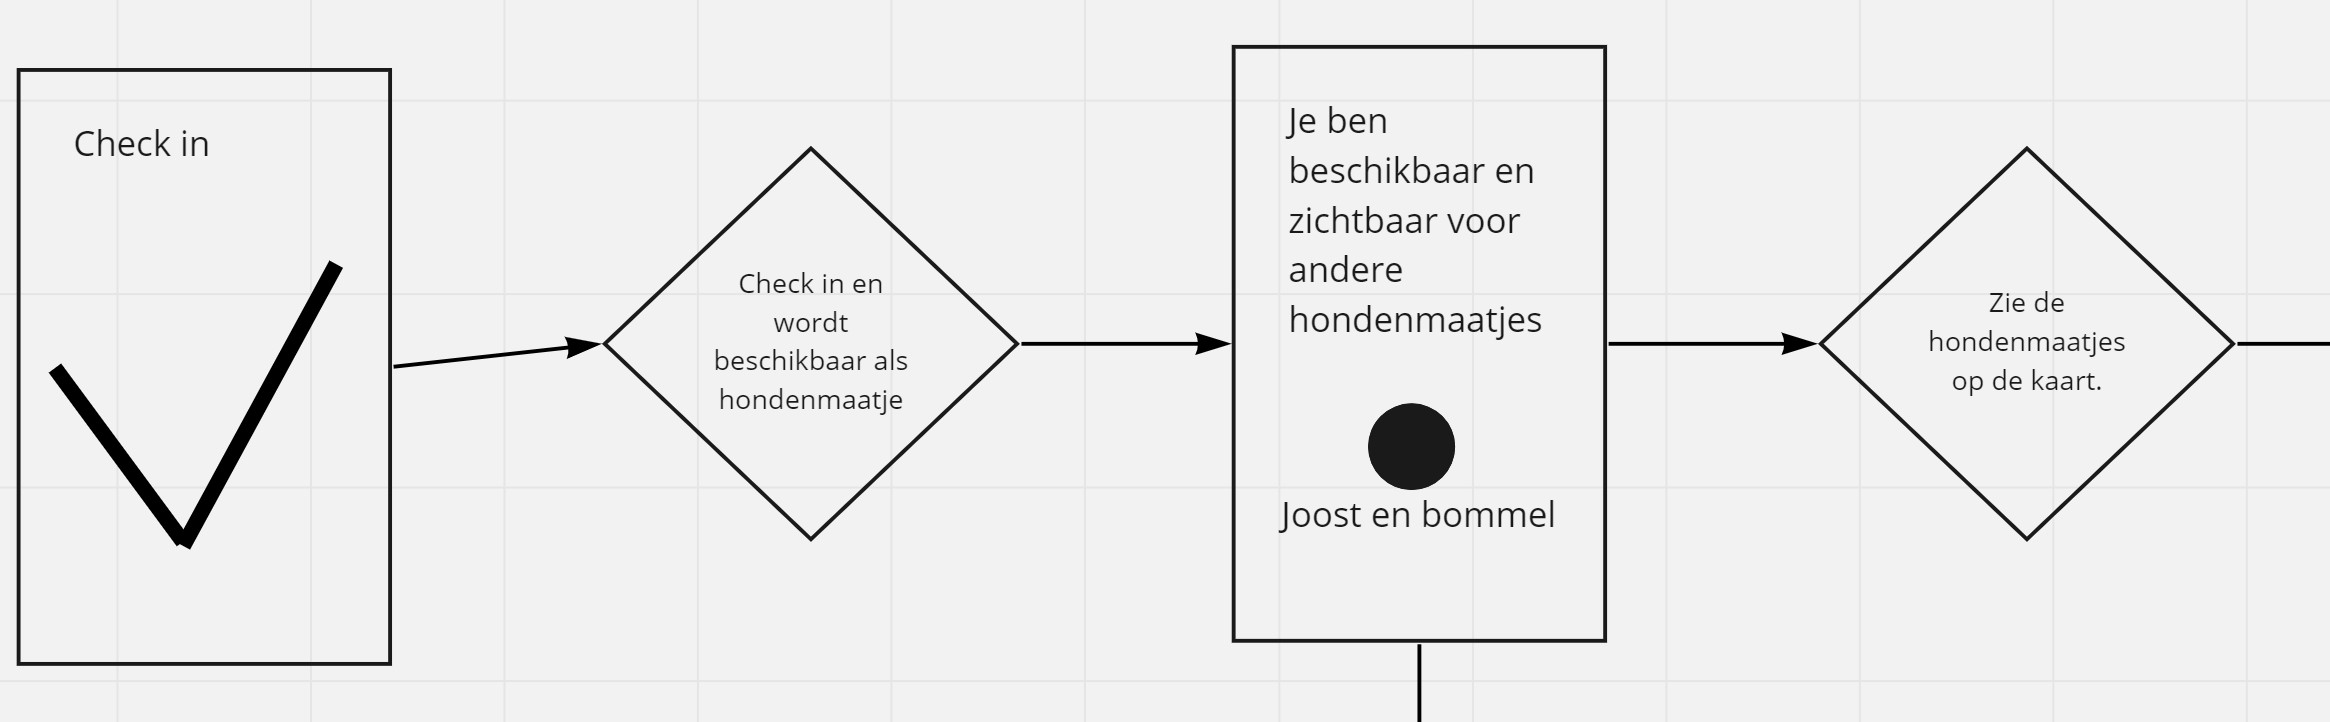 Check in
Check in en
wordt
beschikbaar als
hondenmaatje
Je ben
beschikbaar en
zichtbaar voor
andere
hondenmaatjes
Joost en bommel
Zie de
hondenmaatjes
op de kaart.